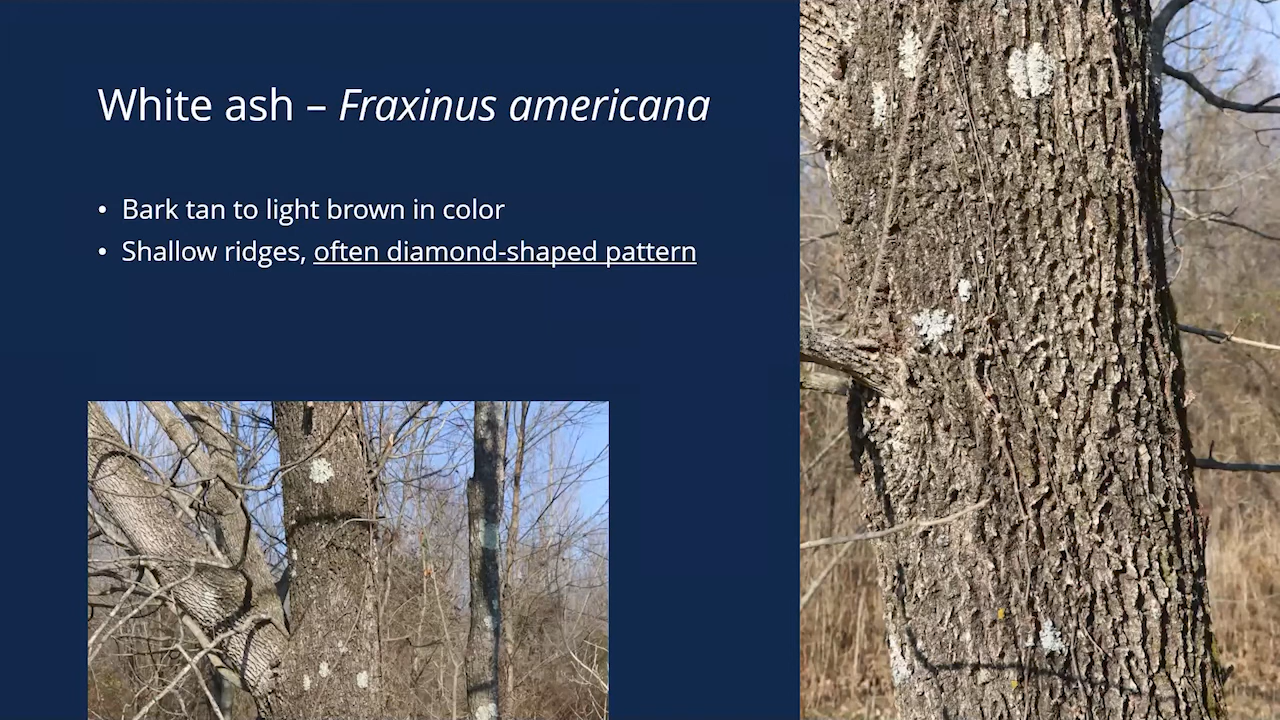 White ash – Fraxinus americana
• Bark tan to light brown in color
• Shallow ridges, often diamond-shaped pattern